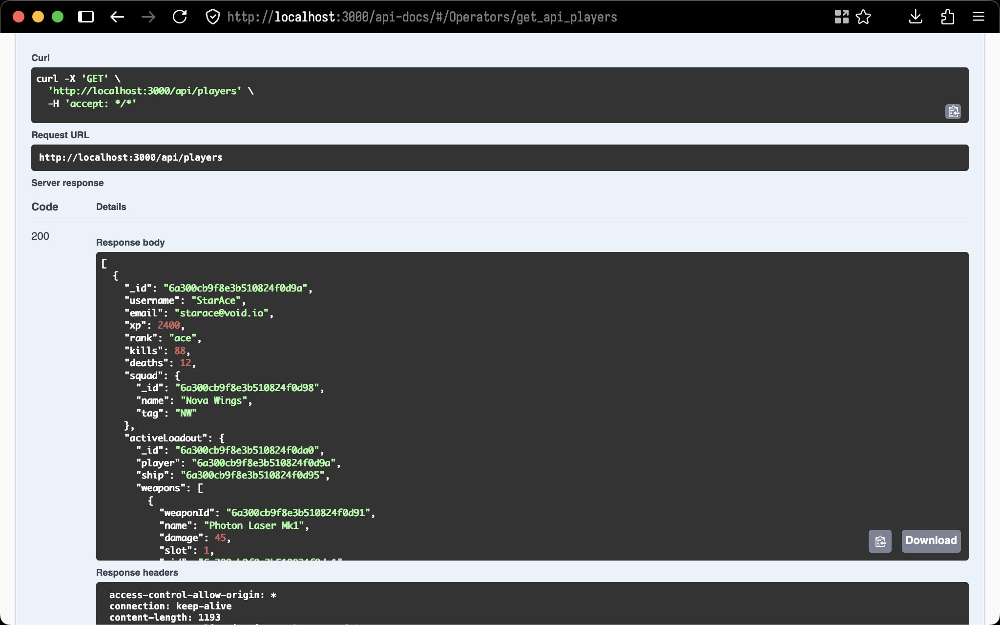 http://localhost:3000/api-docs/#/Operators/get_api_players
Curl
curl -X 'GET' \
  'http://localhost:3000/api/players' \
  -H 'accept: */*'
Request URL
http://localhost:3000/api/players
Server response
Code Details
200
Response body
[
  {
    "_id": "6a300cb9f8e3b510824f0d9a",
    "username": "StarAce",
    "email": "starace@void.io",
    "xp": 2400,
    "rank": "ace",
    "kills": 88,
    "deaths": 12,
    "squad": {
      "_id": "6a300cb9f8e3b510824f0d98",
      "name": "Nova Wings",
      "tag": "NW"
    },
    "activeLoadout": {
      "_id": "6a300cb9f8e3b510824f0da0",
      "player": "6a300cb9f8e3b510824f0d9a",
      "ship": "6a300cb9f8e3b510824f0d95",
      "weapons": [
        {
          "weaponId": "6a300cb9f8e3b510824f0d91",
          "name": "Photon Laser Mk1",
          "damage": 45,
          "slot": 1,
Download
Response headers
access-control-allow-origin: *
connection: keep-alive
content-length: 1193